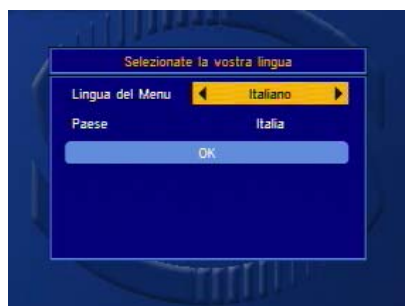 Selezionate la vostra lingua
Lingua del Menu Italiano
Paese Italia
OK